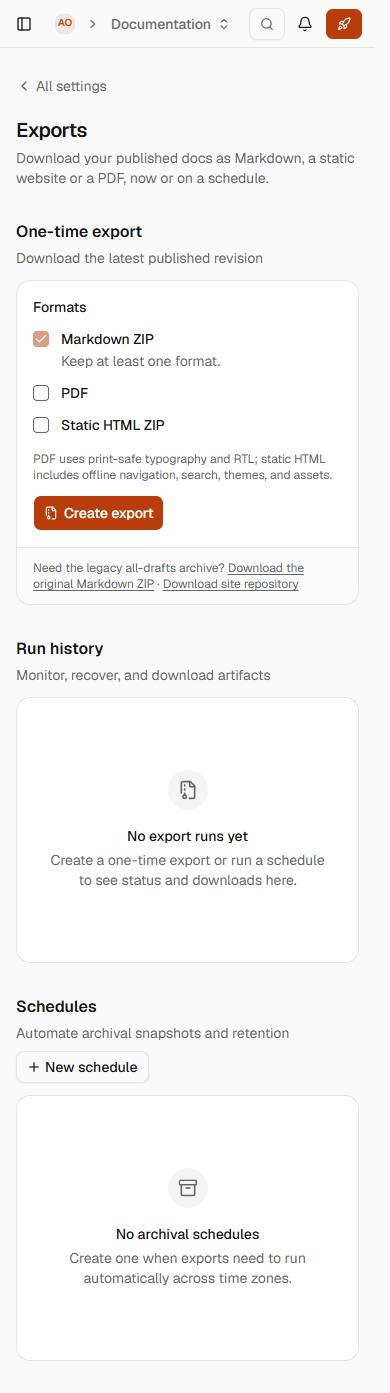 AO
Documentation
All settings
Exports
Download your published docs as Markdown, a static
website or a PDF, now or on a schedule.
One-time export
Download the latest published revision
Formats
Markdown ZIP
Keep at least one format.
PDF
Static HTML ZIP
PDF uses print-safe typography and RTL; static HTML
includes offline navigation, search, themes, and assets.
Create export
Need the legacy all-drafts archive? Download the
original Markdown ZIP · Download site repository
Run history
Monitor, recover, and download artifacts
No export runs yet
Create a one-time export or run a schedule
to see status and downloads here.
Schedules
Automate archival snapshots and retention
New schedule
No archival schedules
Create one when exports need to run
automatically across time zones.